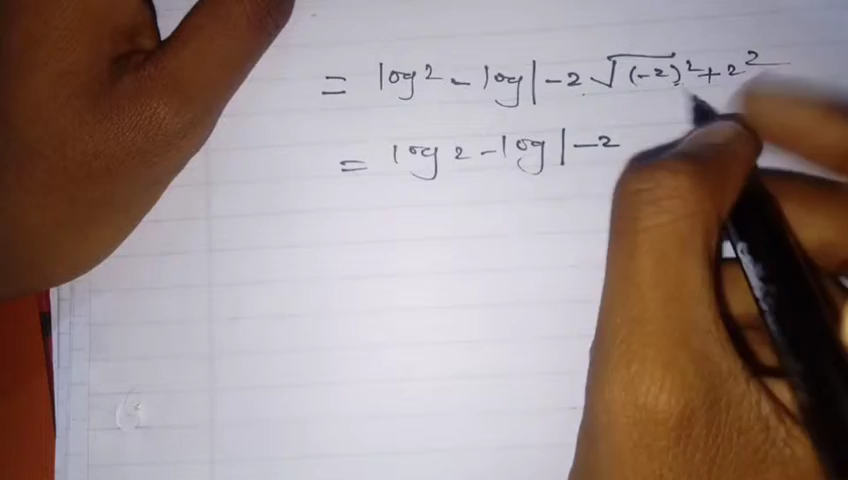 = log 2 - log |-2 √(-2)²+2²
= log 2 - log |-2